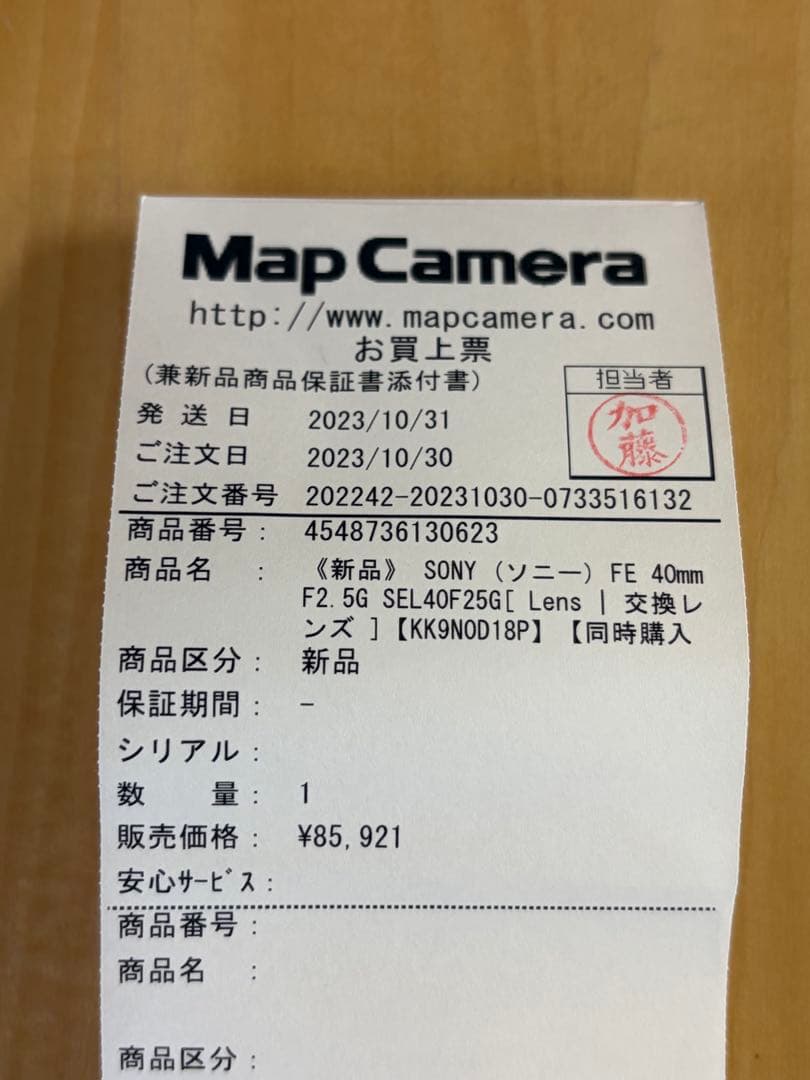 Map Camera
http://www.mapcamera.com
お買上票
(兼新品商品保証書添付書)
担当者
加藤
発送日 2023/10/31
ご注文日 2023/10/30
ご注文番号 202242-20231030-0733516132
商品番号: 4548736130623
商品名 : 《新品》 SONY (ソニー) FE 40mm
F2.5G SEL40F25G[ Lens | 交換レ
ンズ ]【KK9N0D18P】【同時購入
商品区分: 新品
保証期間: -
シリアル:
数 量: 1
販売価格: ¥85,921
安心ｻｰﾋﾞｽ:
商品番号:
商品名 :
商品区分: